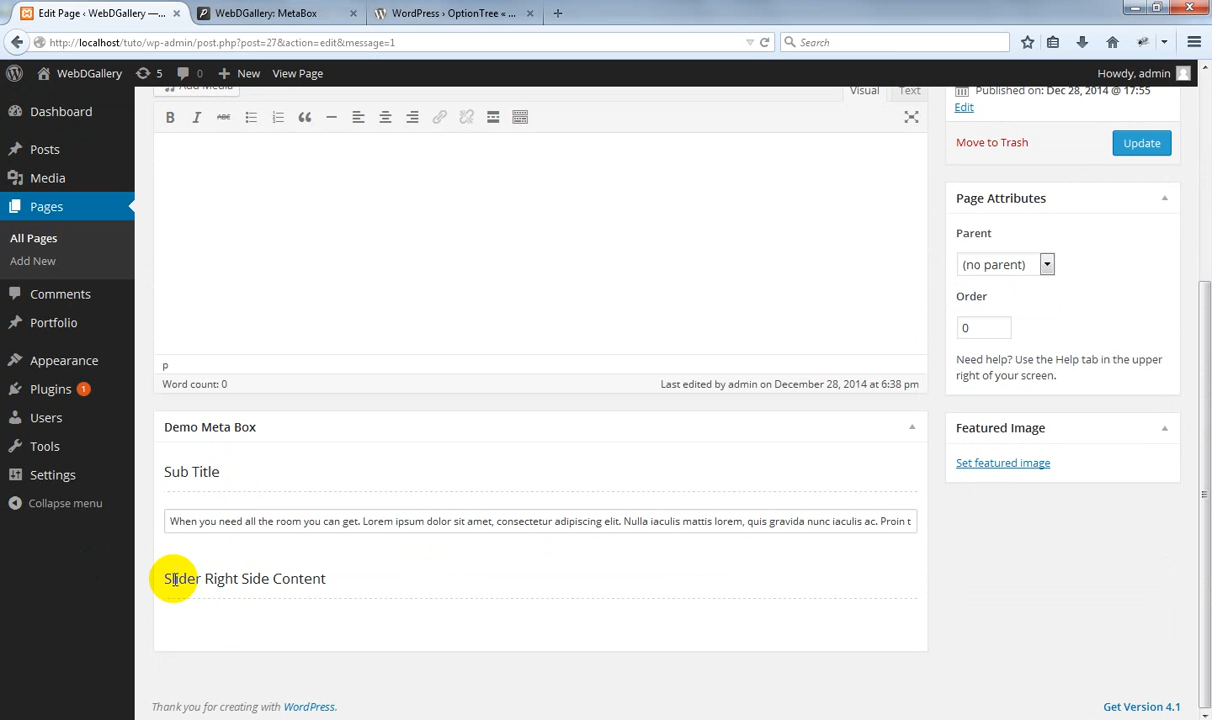 Edit Page ‹ WebDGallery —...
WebDGallery: MetaBox
WordPress › OptionTree « ...
http://localhost/tuto/wp-admin/post.php?post=27&action=edit&message=1
Search
WebDGallery
5
0
New
View Page
Howdy, admin
Dashboard
Posts
Media
Pages
All Pages
Add New
Comments
Portfolio
Appearance
Plugins 1
Users
Tools
Settings
Collapse menu
Add Media
Visual
Text
B I ABC
p
Word count: 0
Last edited by admin on December 28, 2014 at 6:38 pm
Demo Meta Box
Sub Title
When you need all the room you can get. Lorem ipsum dolor sit amet, consectetur adipiscing elit. Nulla iaculis mattis lorem, quis gravida nunc iaculis ac. Proin t
Slider Right Side Content
Published on: Dec 28, 2014 @ 17:55
Edit
Move to Trash
Update
Page Attributes
Parent
(no parent)
Order
0
Need help? Use the Help tab in the upper
right of your screen.
Featured Image
Set featured image
Thank you for creating with WordPress.
Get Version 4.1